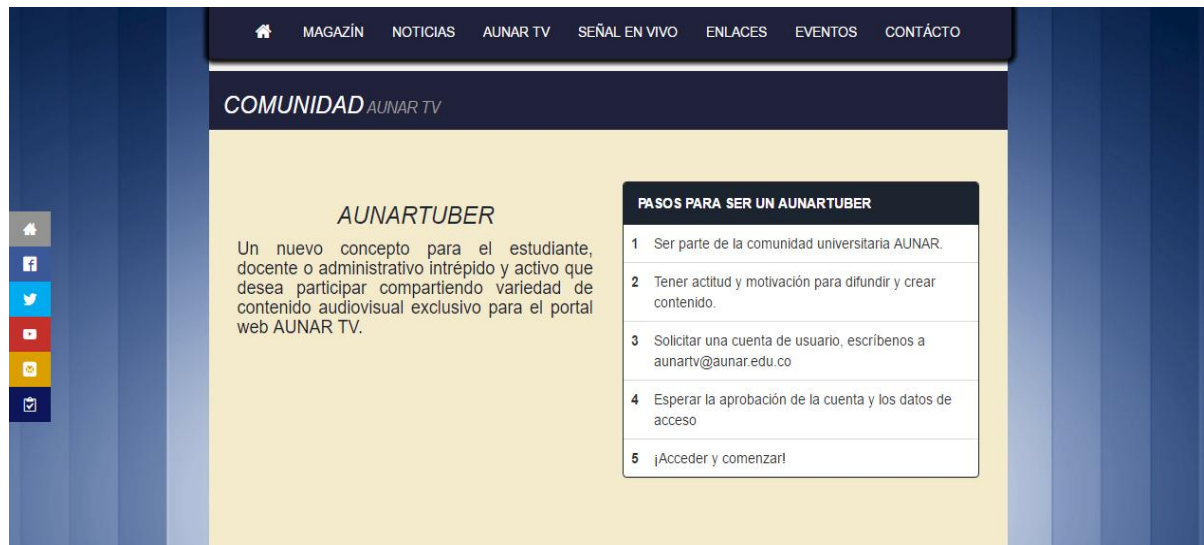 MAGAZÍN NOTICIAS AUNAR TV SEÑAL EN VIVO ENLACES EVENTOS CONTÁCTO
COMUNIDAD AUNAR TV
AUNARTUBER
Un nuevo concepto para el estudiante,
docente o administrativo intrépido y activo que
desea participar compartiendo variedad de
contenido audiovisual exclusivo para el portal
web AUNAR TV.
PASOS PARA SER UN AUNARTUBER
1 Ser parte de la comunidad universitaria AUNAR.
2 Tener actitud y motivación para difundir y crear
contenido.
3 Solicitar una cuenta de usuario, escríbenos a
aunartv@aunar.edu.co
4 Esperar la aprobación de la cuenta y los datos de
acceso
5 ¡Acceder y comenzar!